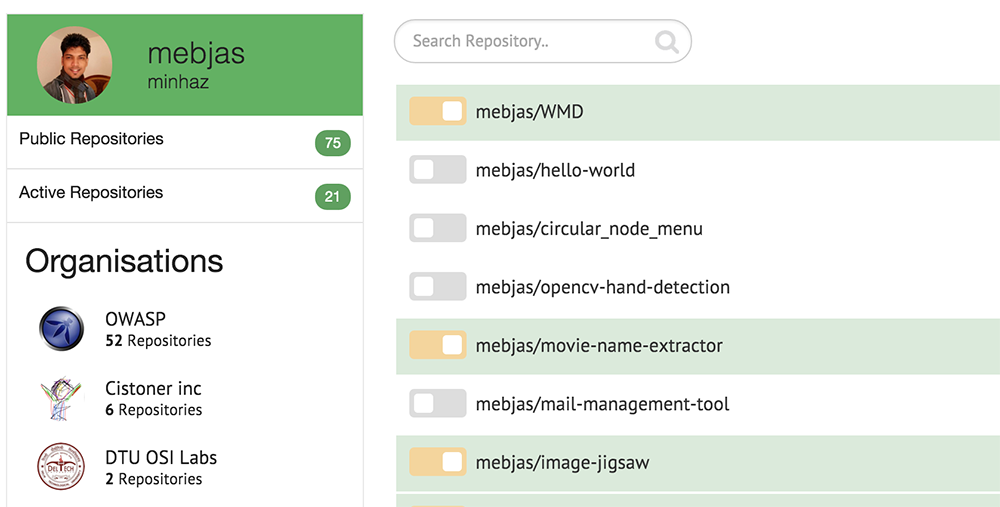 mebjas
minhaz
Public Repositories
75
Active Repositories
21
Organisations
OWASP
52 Repositories
Cistoner inc
6 Repositories
DTU OSI Labs
2 Repositories
DELTECH
Search Repository..
mebjas/WMD
mebjas/hello-world
mebjas/circular_node_menu
mebjas/opencv-hand-detection
mebjas/movie-name-extractor
mebjas/mail-management-tool
mebjas/image-jigsaw